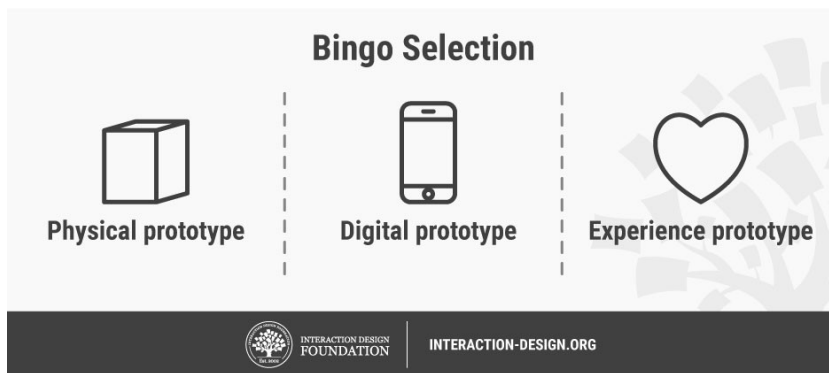 Bingo Selection
Physical prototype
Digital prototype
Experience prototype
INTERACTION DESIGN
FOUNDATION
INTERACTION-DESIGN.ORG